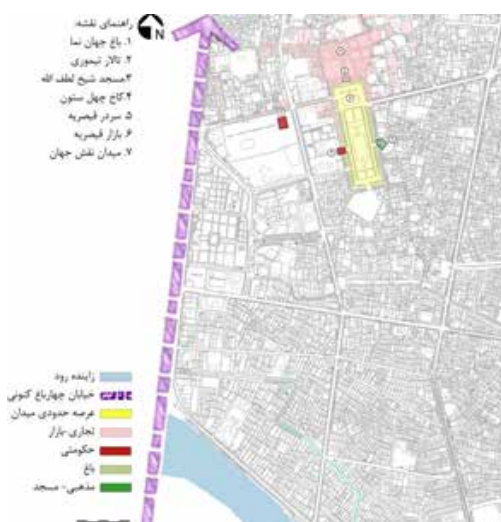 راهنمای نقشه:
۱. باغ جهان نما
۲. تالار تیموری
۳مسجد شیخ لطف الله
۴.کاخ چهل ستون
۵ سردر قیصریه
۶. بازار قیصریه
۷. میدان نقش جهان
N
زاینده رود
خیابان چهارباغ کنونی
عرصه حدودی میدان
تجاری-بازار
حکومتی
باغ
مذهبی- مسجد